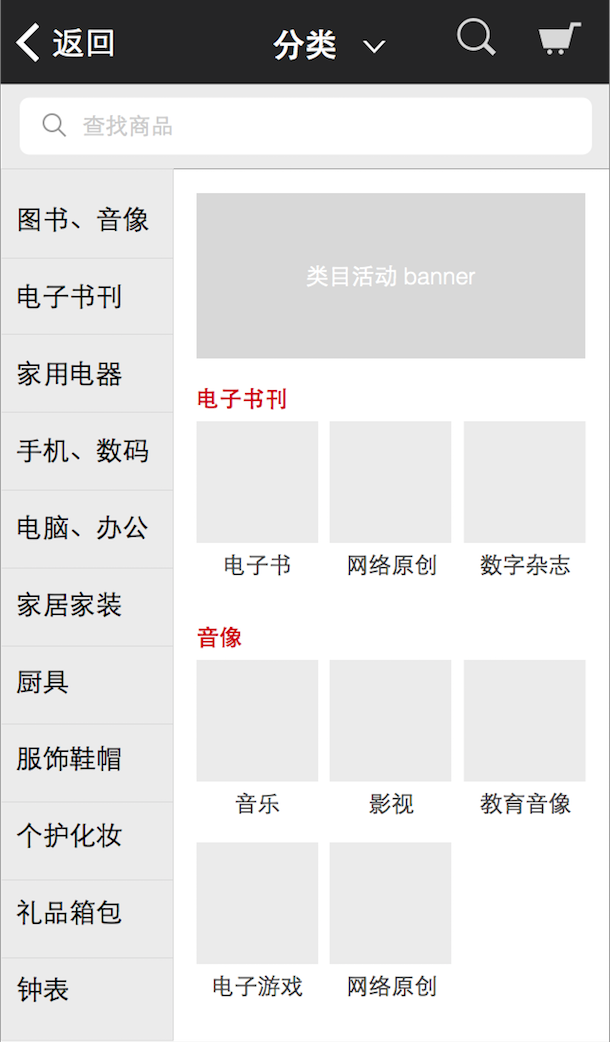 返回
分类
查找商品
图书、音像
电子书刊
家用电器
手机、数码
电脑、办公
家居家装
厨具
服饰鞋帽
个护化妆
礼品箱包
钟表
类目活动 banner
电子书刊
电子书 网络原创 数字杂志
音像
音乐 影视 教育音像
电子游戏 网络原创